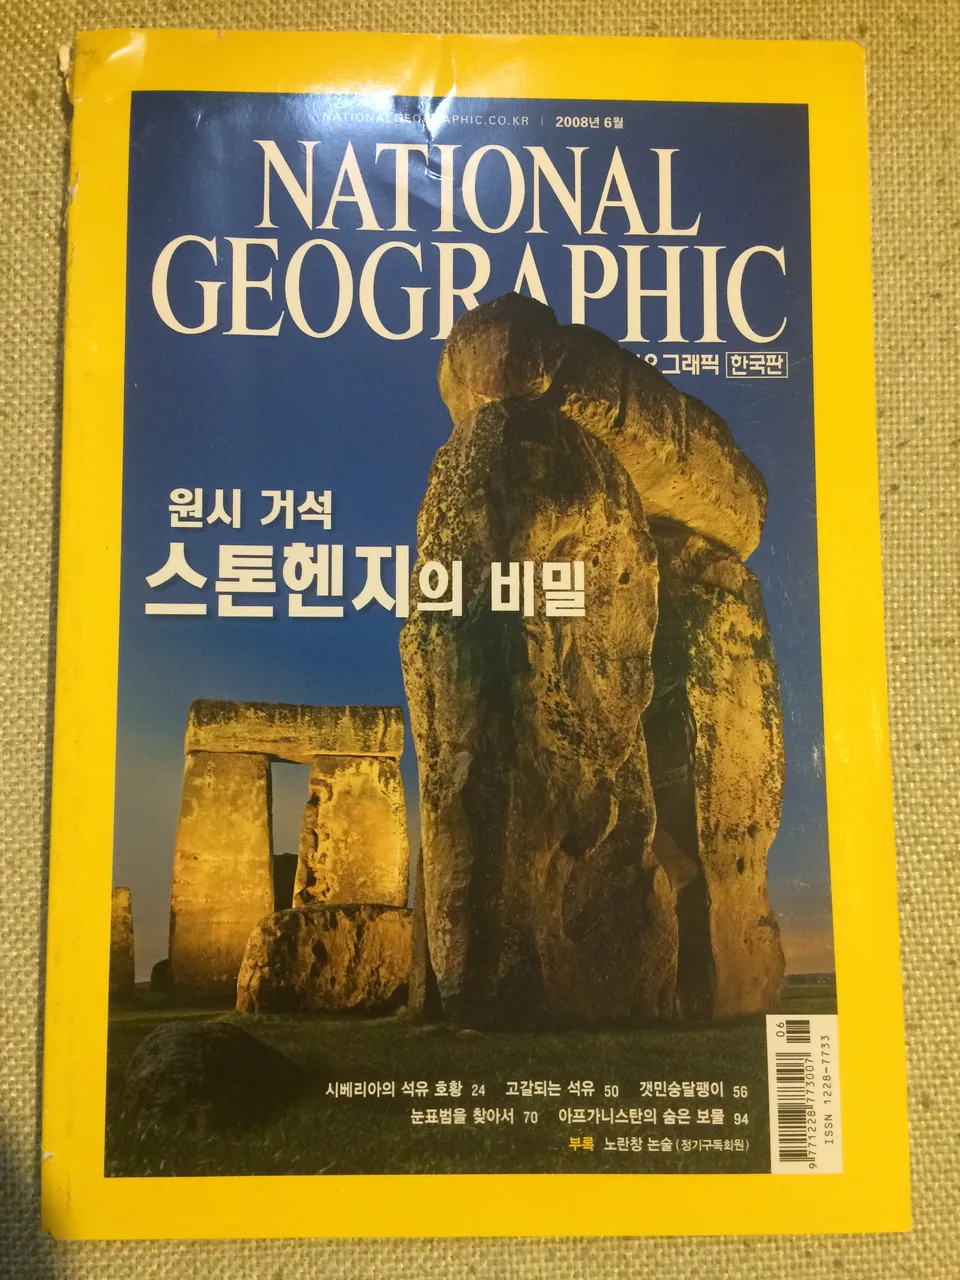 NATIONALGEOGRAPHIC.CO.KR | 2008년 6월
NATIONAL
GEOGRAPHIC
그래픽 한국판
원시 거석
스톤헨지의 비밀
시베리아의 석유 호황 24 고갈되는 석유 50 갯민숭달팽이 56
눈표범을 찾아서 70 아프가니스탄의 숨은 보물 94
부록 노란창 논술 (정기구독회원)
06
9 771228 773007
ISSN 1228-7733